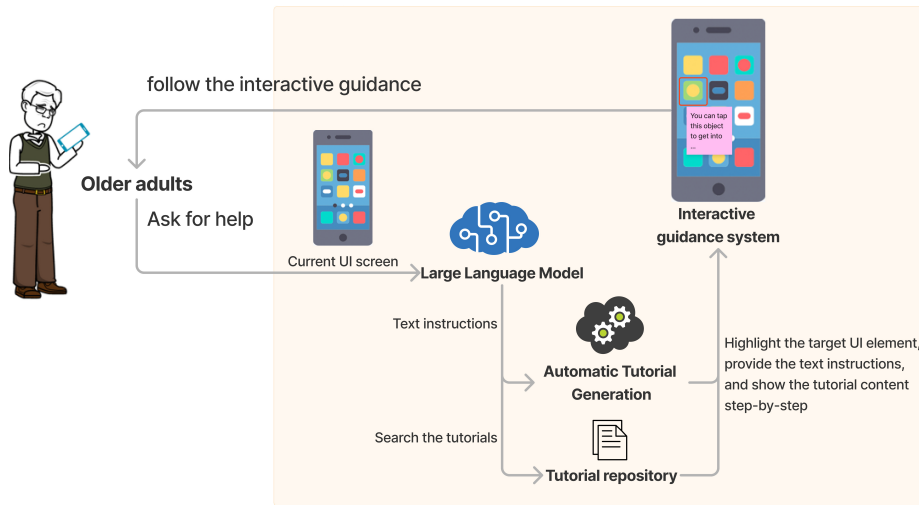 follow the interactive guidance
You can tap
this object
to get into
...
Older adults
Ask for help
Interactive
guidance system
Current UI screen
Large Language Model
Text instructions
Highlight the target UI element,
provide the text instructions,
and show the tutorial content
step-by-step
Automatic Tutorial
Generation
Search the tutorials
Tutorial repository